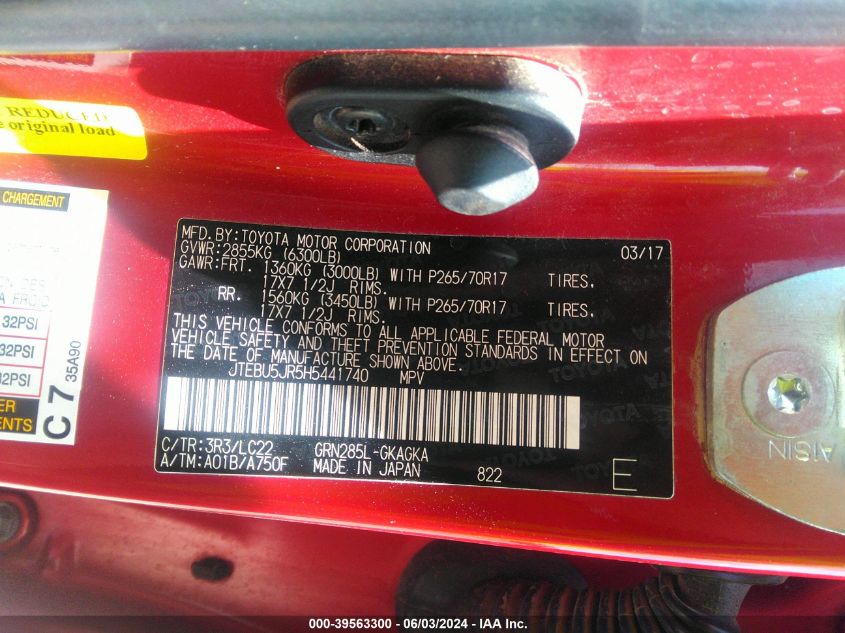 REDUCED
original load
CHARGEMENT
32PSI
32PSI
32PSI
C 7
35A90
MFD.BY:TOYOTA MOTOR CORPORATION 03/17
GVWR:2855KG (6300LB)
GAWR:FRT. 1360KG (3000LB) WITH P265/70R17 TIRES.
17X7 1/2J RIMS.
RR. 1560KG (3450LB) WITH P265/70R17 TIRES.
17X7 1/2J RIMS.
THIS VEHICLE CONFORMS TO ALL APPLICABLE FEDERAL MOTOR
VEHICLE SAFETY AND THEFT PREVENTION STANDARDS IN EFFECT ON
THE DATE OF MANUFACTURE SHOWN ABOVE.
JTEBU5JR5H5441740 MPV
C/TR:3R3/LC22 GRN285L-GKAGKA
A/TM:A01B/A750F MADE IN JAPAN 822 E
AISIN
000-39563300 - 06/03/2024 - IAA Inc.